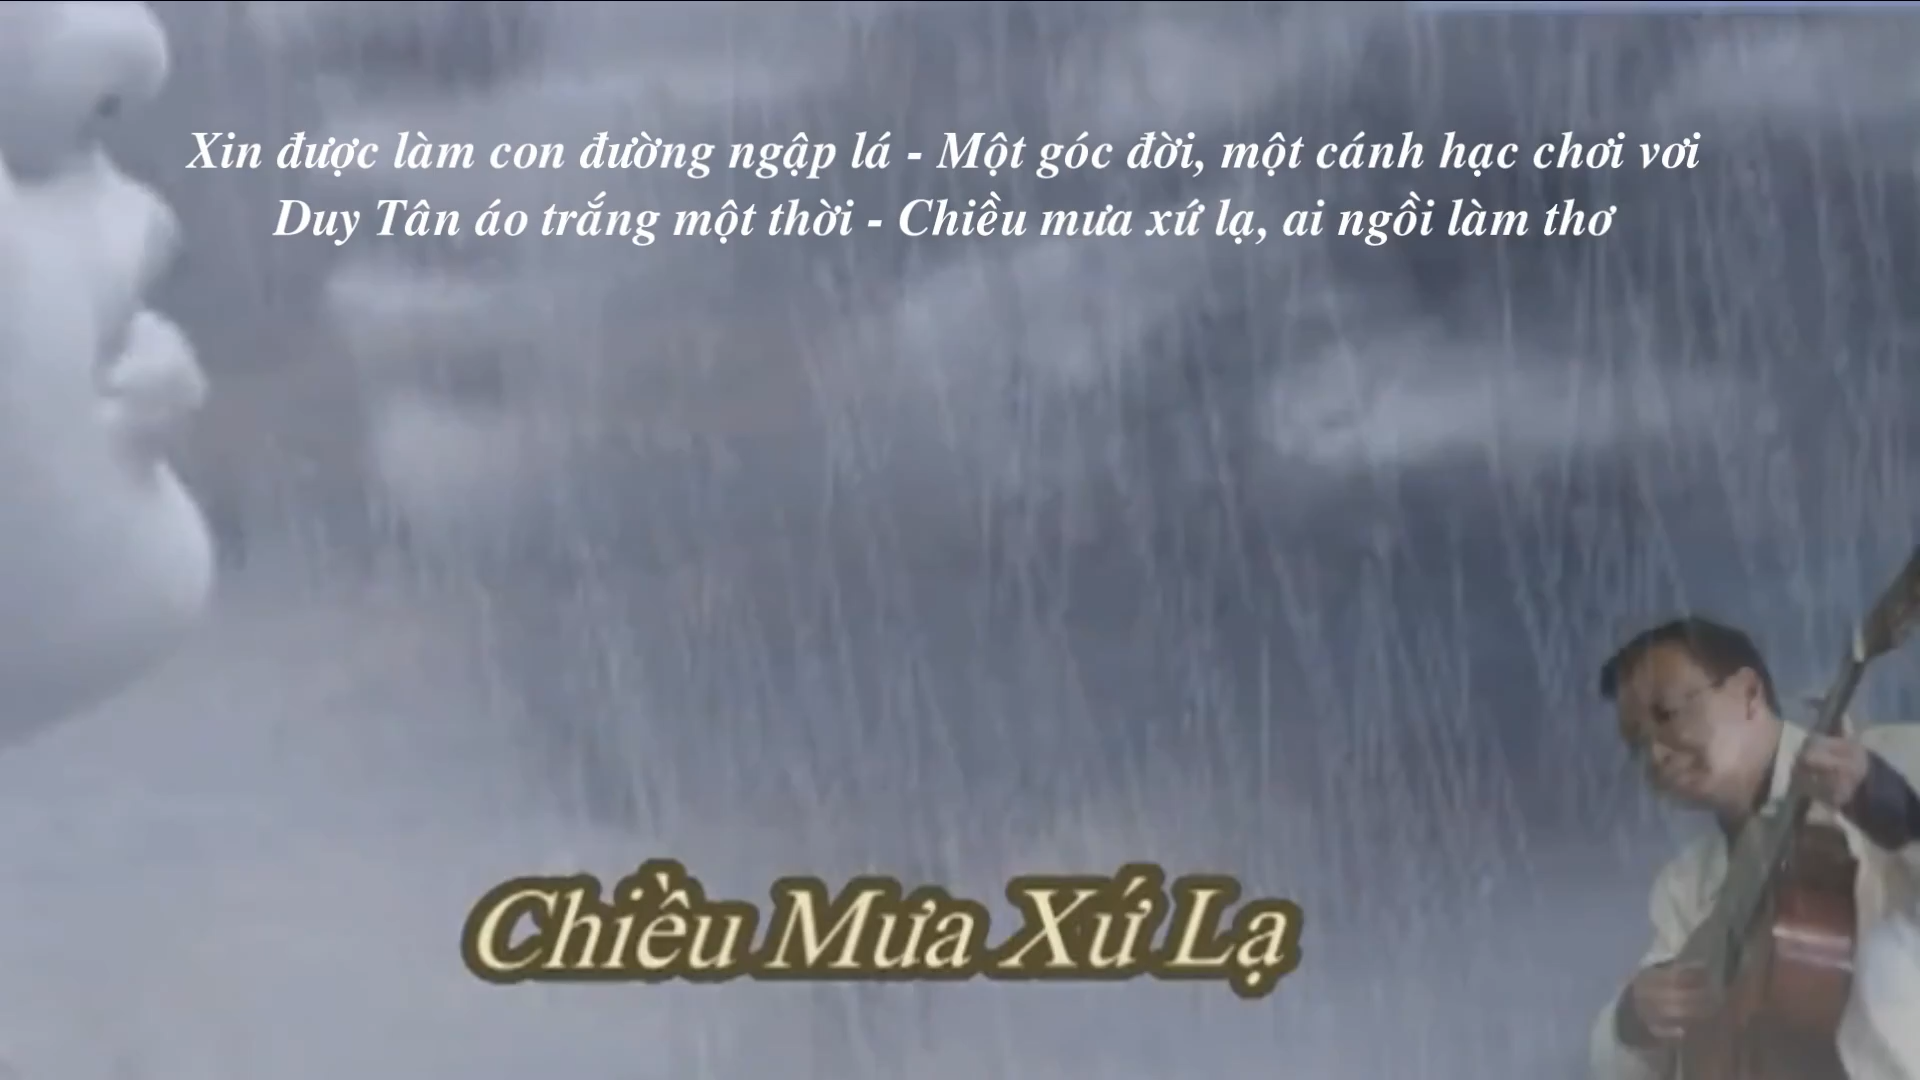 Xin được làm con đường ngập lá - Một góc đời, một cánh hạc chơi vơi
Duy Tân áo trắng một thời - Chiều mưa xứ lạ, ai ngồi làm thơ
Chiều Mưa Xứ Lạ